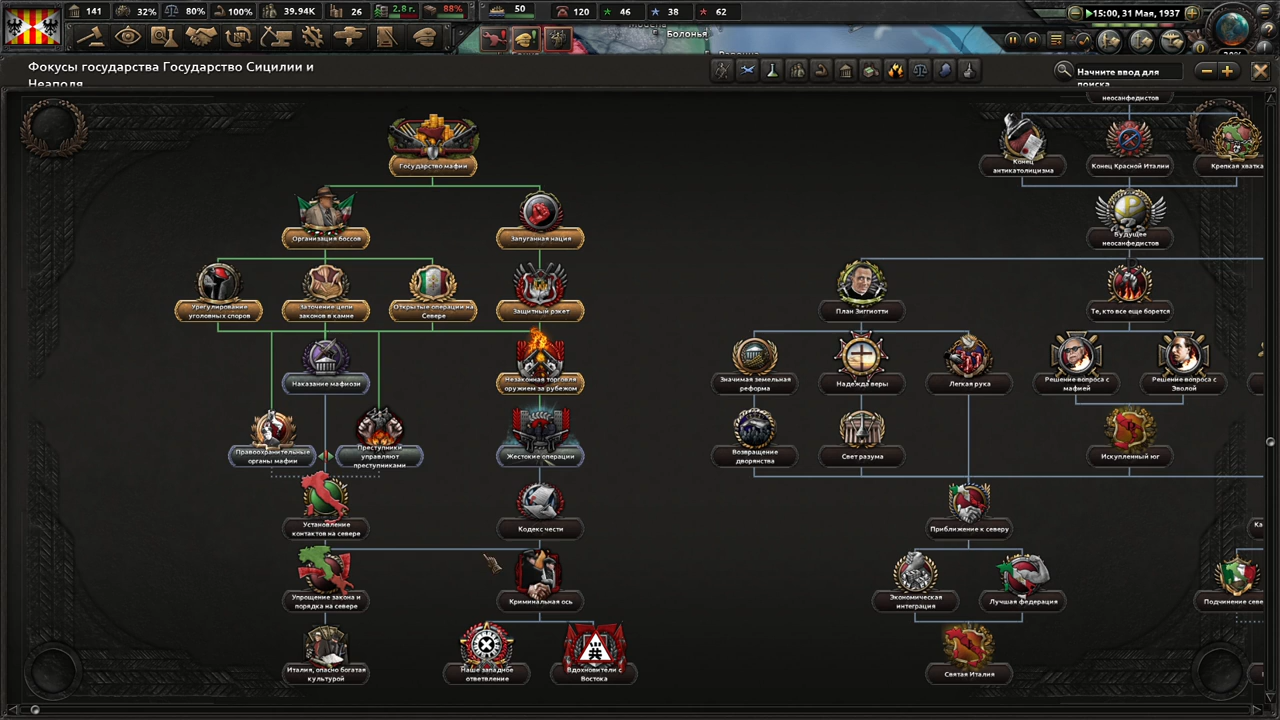 141
32%
80%
100%
39,94K
26
2.8 г.
88%
50
120
46
38
62
15:00, 31 Мая, 1937
Болонья
Фокусы государства Государство Сицилии и
Неаполя
Начните ввод для
поиска
неосанфедистов
Государство мафии
Конец
антикатолицизма
Конец Красной Италии
Крепкая хватка
Организация боссов
Запуганная нация
Будущее
неосанфедистов
Урегулирование
уголовных споров
Заточение цепи
законов в камне
Открытые операции на
Севере
Защитный рэкет
План Зиггиотти
Те, кто все еще борется
Наказание мафиози
Незаконная торговля
оружием за рубежом
Значимая земельная
реформа
Надежда веры
Легкая рука
Решение вопроса с
мафией
Решение вопроса с
Эволой
Правоохранительные
органы мафии
Преступники
управляют
преступниками
Жестокие операции
Возвращение
дворянства
Свет разума
Искупленный юг
Установление
контактов на севере
Кодекс чести
Приближение к северу
Упрощение закона и
порядка на севере
Криминальная ось
Экономическая
интеграция
Лучшая федерация
Подчинение севе
Италия, опасно богатая
культурой
Наше западное
ответвление
Вдохновители с
Востока
Святая Италия